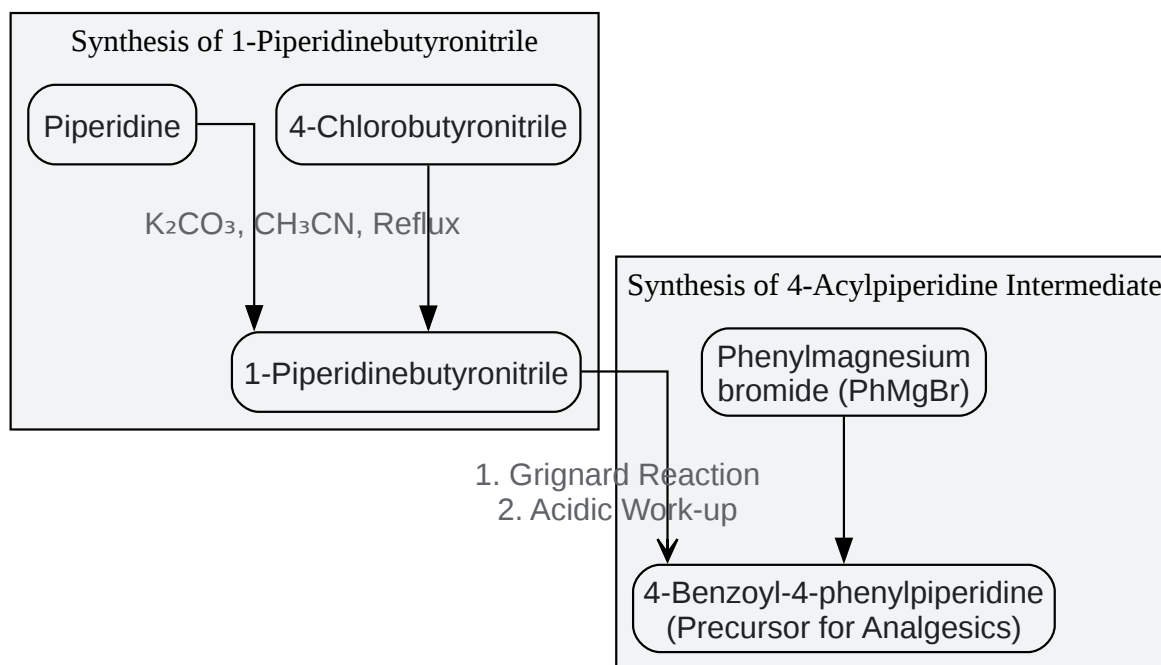 Synthesis of 1-Piperidinebutyronitrile
Piperidine
4-Chlorobutyronitrile
K₂CO₃, CH₃CN, Reflux
1-Piperidinebutyronitrile
Synthesis of 4-Acylpiperidine Intermediate
Phenylmagnesium
bromide (PhMgBr)
1. Grignard Reaction
2. Acidic Work-up
4-Benzoyl-4-phenylpiperidine
(Precursor for Analgesics)